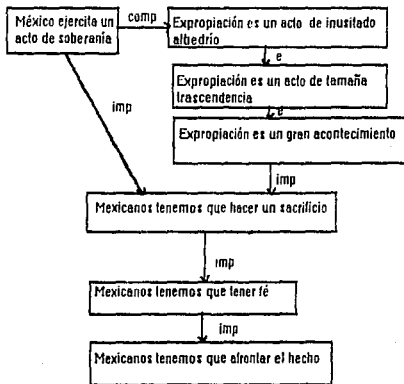 México ejercita un
acto de soberanía
comp
Expropiación es un acto de inusitado
albedrío
e
Expropiación es un acto de tamaña
trascendencia
e
Expropiación es un gran acontecimiento
imp
imp
Mexicanos tenemos que hacer un sacrificio
imp
Mexicanos tenemos que tener fé
imp
Mexicanos tenemos que afrontar el hecho